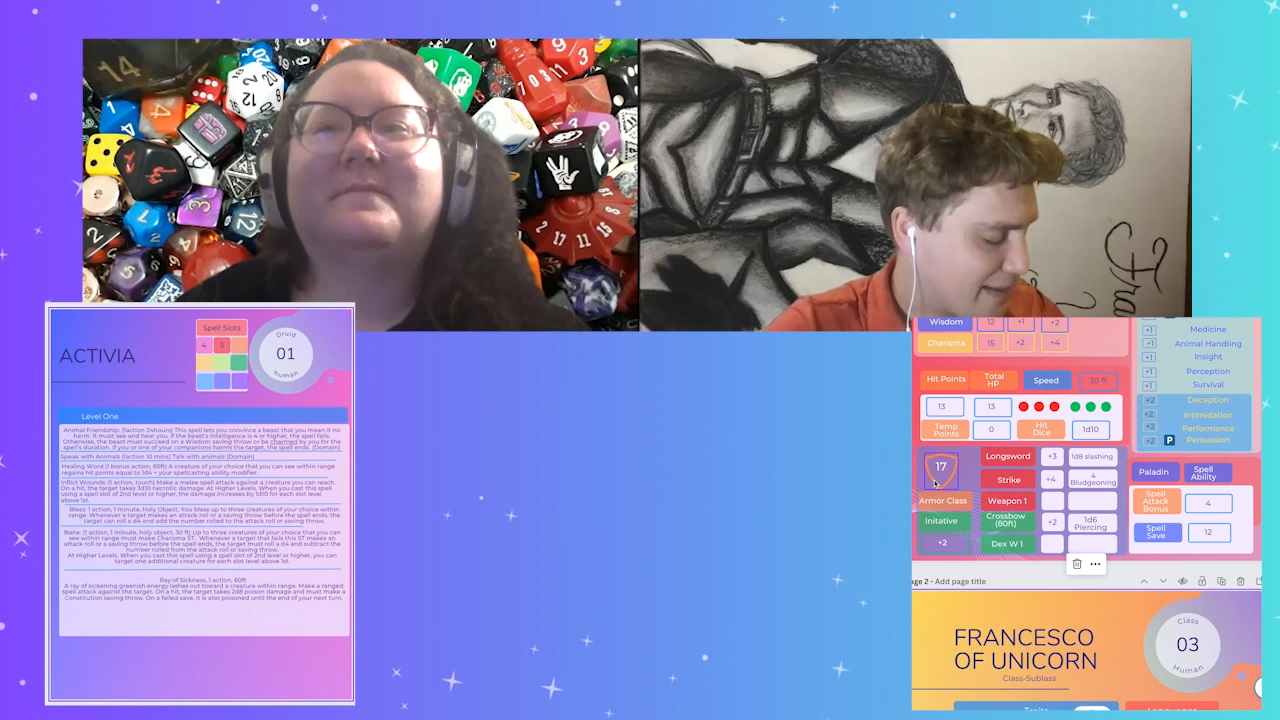 ACTIVIA
Spell Slots
4 3
Druid
01
human
Level One
Animal Friendship: (1action 24hours) This spell lets you convince a beast that you mean it no
harm. It must see and hear you. If the beast's Intelligence is 4 or higher, the spell fails.
Otherwise, the beast must succeed on a Wisdom saving throw or be charmed by you for the
spell's duration. If you or one of your companions harms the target, the spell ends. (Domain)
Speak with Animals (1action 10 mins) Talk with animals (Domain)
Healing Word (1 bonus action, 60ft) A creature of your choice that you can see within range
regains hit points equal to 1d4 + your spellcasting ability modifier.
Inflict Wounds: (1 action, touch) Make a melee spell attack against a creature you can reach.
On a hit, the target takes 3d10 necrotic damage. At Higher Levels. When you cast this spell
using a spell slot of 2nd level or higher, the damage increases by 1d10 for each slot level
above 1st.
Bless: 1 action, 1 minute, Holy Object, You bless up to three creatures of your choice within
range. Whenever a target makes an attack roll or a saving throw before the spell ends, the
target can roll a d4 and add the number rolled to the attack roll or saving throw.
Bane: (1 action, 1 minute, holy object, 30 ft) Up to three creatures of your choice that you can
see within range must make Charisma ST . Whenever a target that fails this ST makes an
attack roll or a saving throw before the spell ends, the target must roll a d4 and subtract the
number rolled from the attack roll or saving throw.
At Higher Levels. When you cast this spell using a spell slot of 2nd level or higher, you can
target one additional creature for each slot level above 1st.
Ray of Sickness, 1 action, 60ft
A ray of sickening greenish energy lashes out toward a creature within range. Make a ranged
spell attack against the target. On a hit, the target takes 2d8 poison damage and must make a
Constitution saving throw. On a failed save, it is also poisoned until the end of your next turn.
Fra
Wisdom 12 +1 +2
Charisma 15 +2 +4
Hit Points Total HP Speed 30 ft
13 13
Temp Points 0 Hit Dice 1d10
17
Armor Class
Initative
+2
Longsword +3 1d8 slashing
Strike +4 4 Bludgeoning
Weapon 1
Crossbow (80ft) +2 1d6 Piercing
Dex W 1
+1 Medicine
+1 Animal Handling
+1 Insight
+1 Perception
+1 Survival
+2 Deception
+2 Intimidation
+2 Performance
+2 P Persuasion
Paladin Spell Ability
Spell Attack Bonus 4
Spell Save 12
age 2 - Add page title
FRANCESCO
OF UNICORN
Class-Sublass
Class
03
Human
Traits
Languages